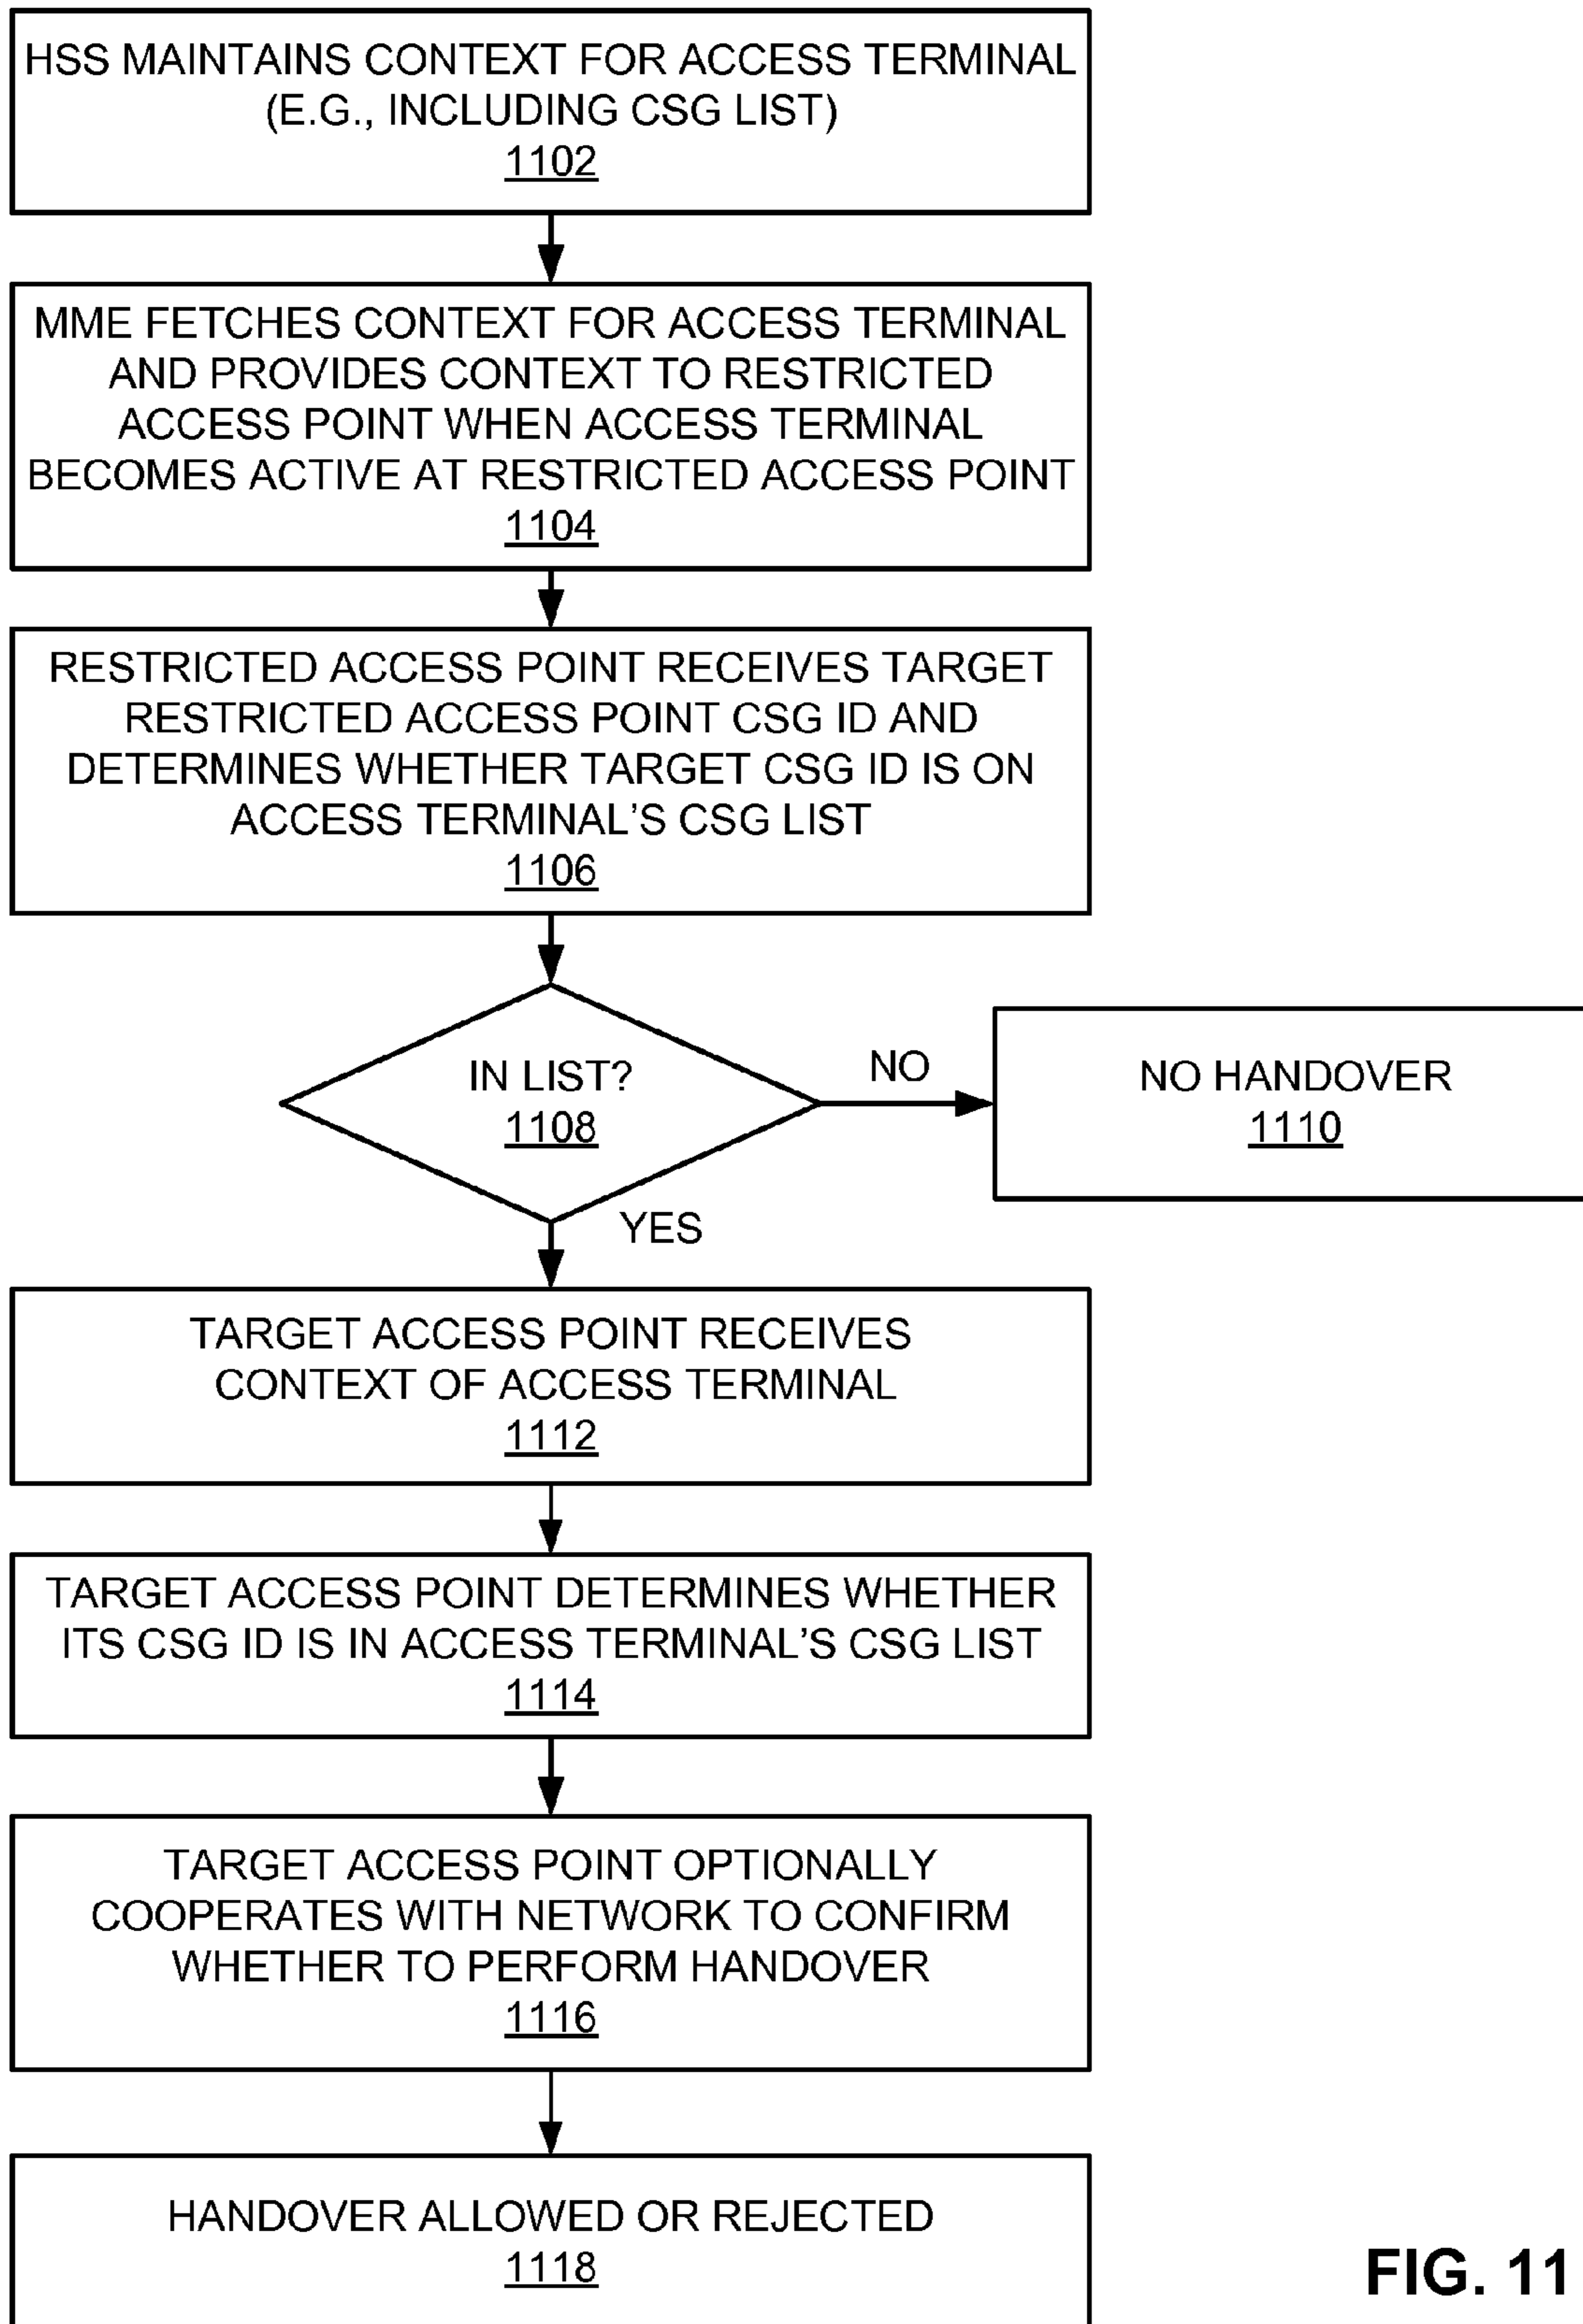 HSS MAINTAINS CONTEXT FOR ACCESS TERMINAL
(E.G., INCLUDING CSG LIST)
1102
MME FETCHES CONTEXT FOR ACCESS TERMINAL
AND PROVIDES CONTEXT TO RESTRICTED
ACCESS POINT WHEN ACCESS TERMINAL
BECOMES ACTIVE AT RESTRICTED ACCESS POINT
1104
RESTRICTED ACCESS POINT RECEIVES TARGET
RESTRICTED ACCESS POINT CSG ID AND
DETERMINES WHETHER TARGET CSG ID IS ON
ACCESS TERMINAL'S CSG LIST
1106
IN LIST?
1108
NO
NO HANDOVER
1110
YES
TARGET ACCESS POINT RECEIVES
CONTEXT OF ACCESS TERMINAL
1112
TARGET ACCESS POINT DETERMINES WHETHER
ITS CSG ID IS IN ACCESS TERMINAL'S CSG LIST
1114
TARGET ACCESS POINT OPTIONALLY
COOPERATES WITH NETWORK TO CONFIRM
WHETHER TO PERFORM HANDOVER
1116
HANDOVER ALLOWED OR REJECTED
1118
FIG. 11